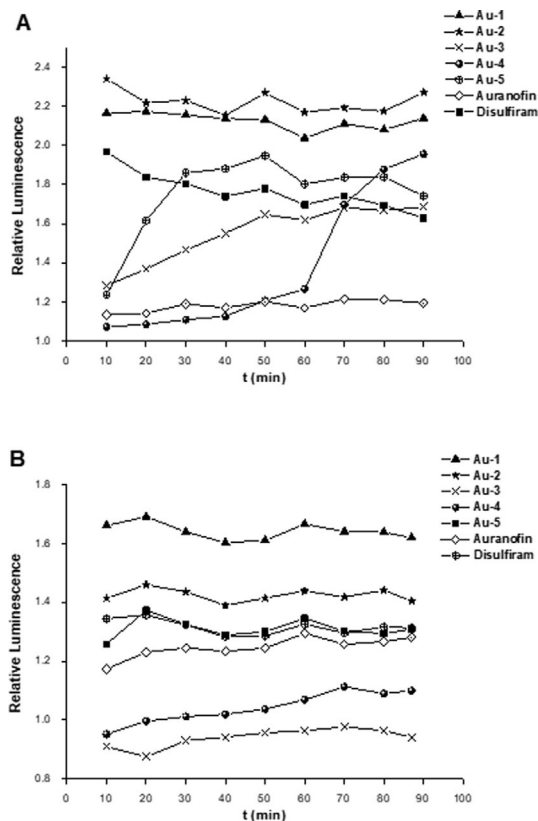 A
Au-1
Au-2
Au-3
Au-4
Au-5
Auranofin
Disulfiram
2.4
2.2
2.0
1.8
1.6
1.4
1.2
1.0
Relative Luminescence
0 10 20 30 40 50 60 70 80 90 100
t (min)
B
Au-1
Au-2
Au-3
Au-4
Au-5
Auranofin
Disulfiram
1.8
1.6
1.4
1.2
1.0
0.8
Relative Luminescence
0 10 20 30 40 50 60 70 80 90 100
t (min)